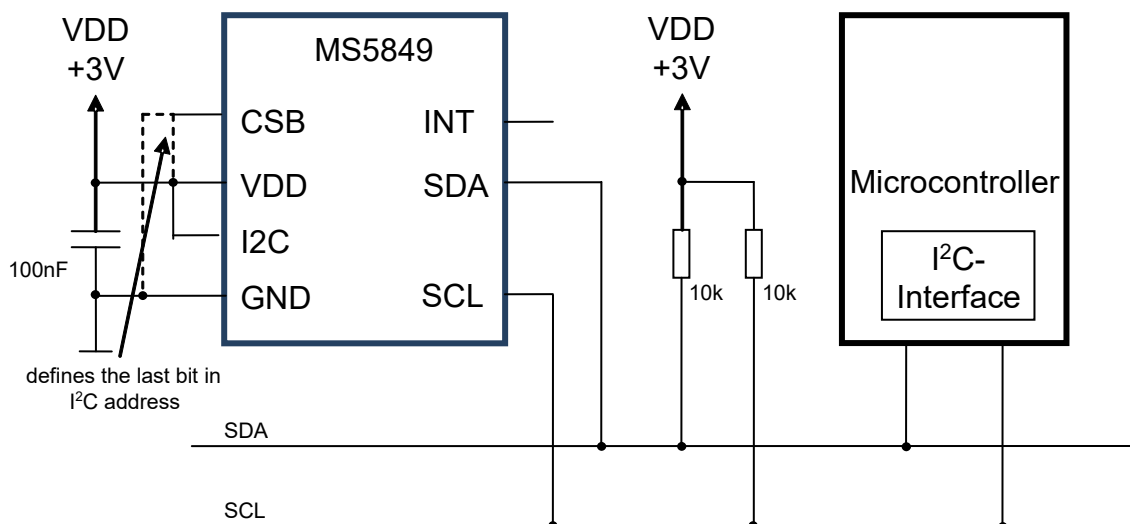 VDD
+3V
MS5849
CSB
INT
VDD
SDA
I2C
GND
SCL
100nF
defines the last bit in
I²C address
VDD
+3V
10k
10k
Microcontroller
I²C-
Interface
SDA
SCL